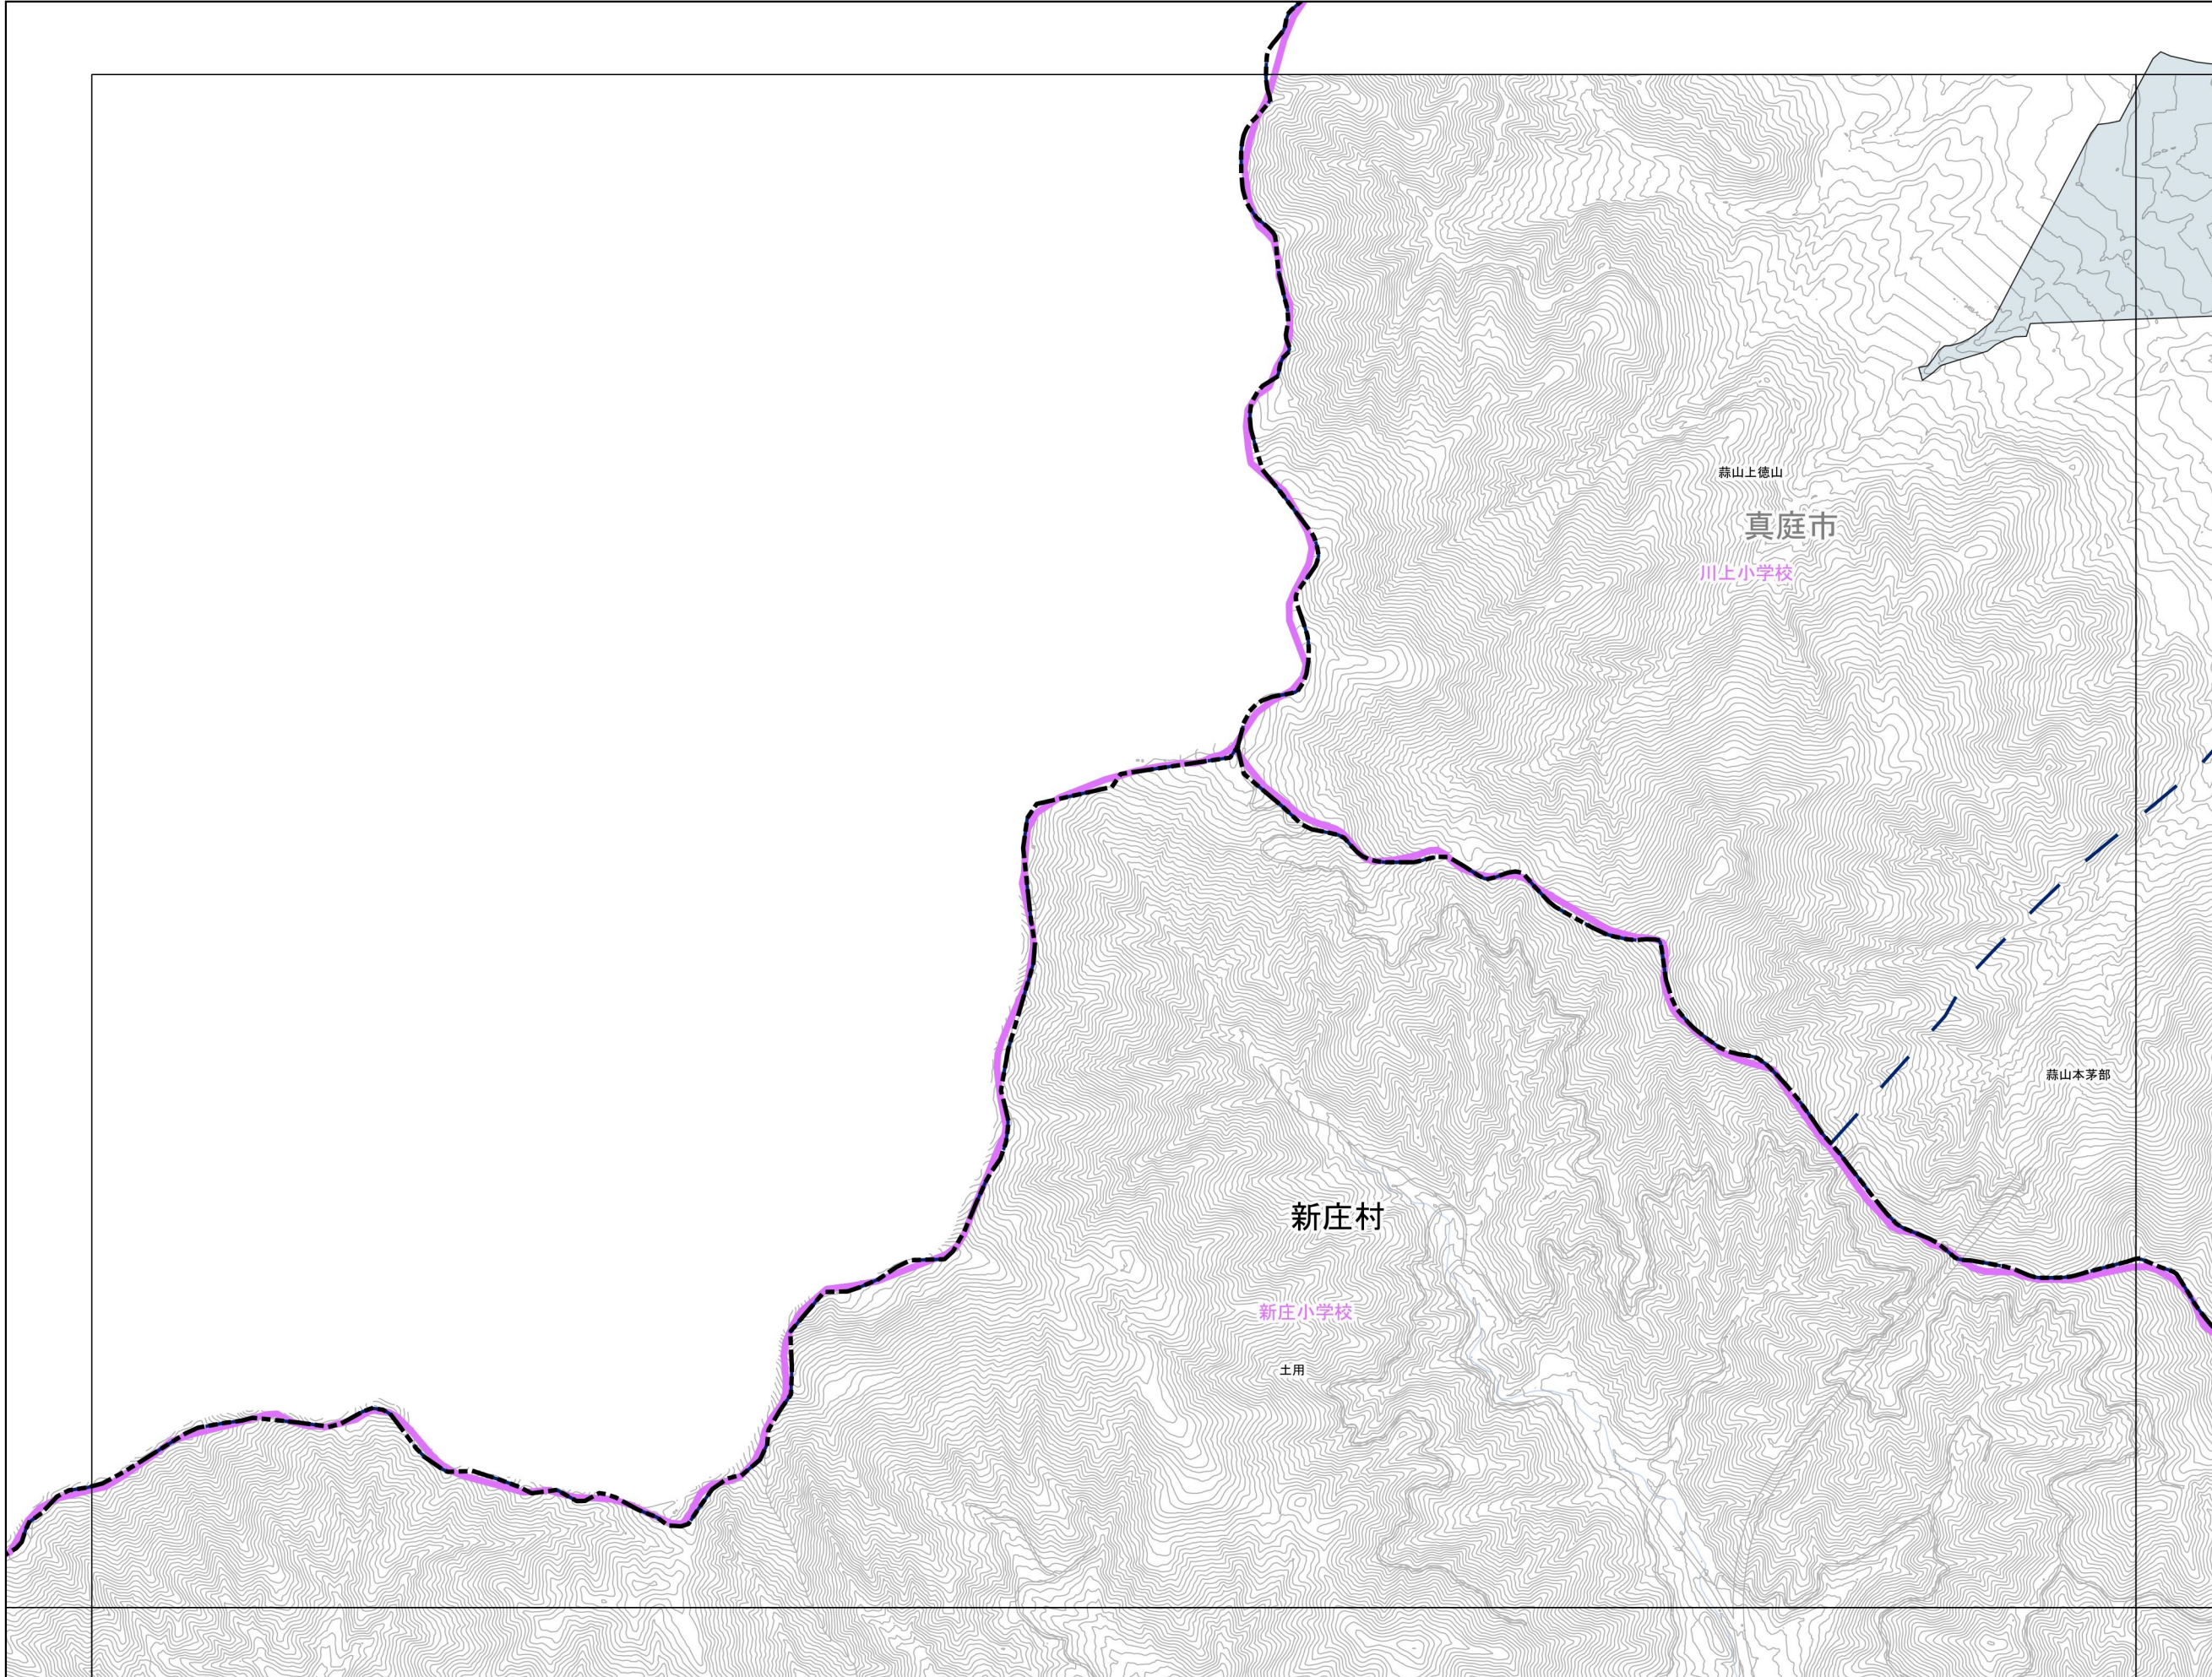 蒜山上徳山
真庭市
川上小学校
蒜山本茅部
新庄村
新庄小学校
土用